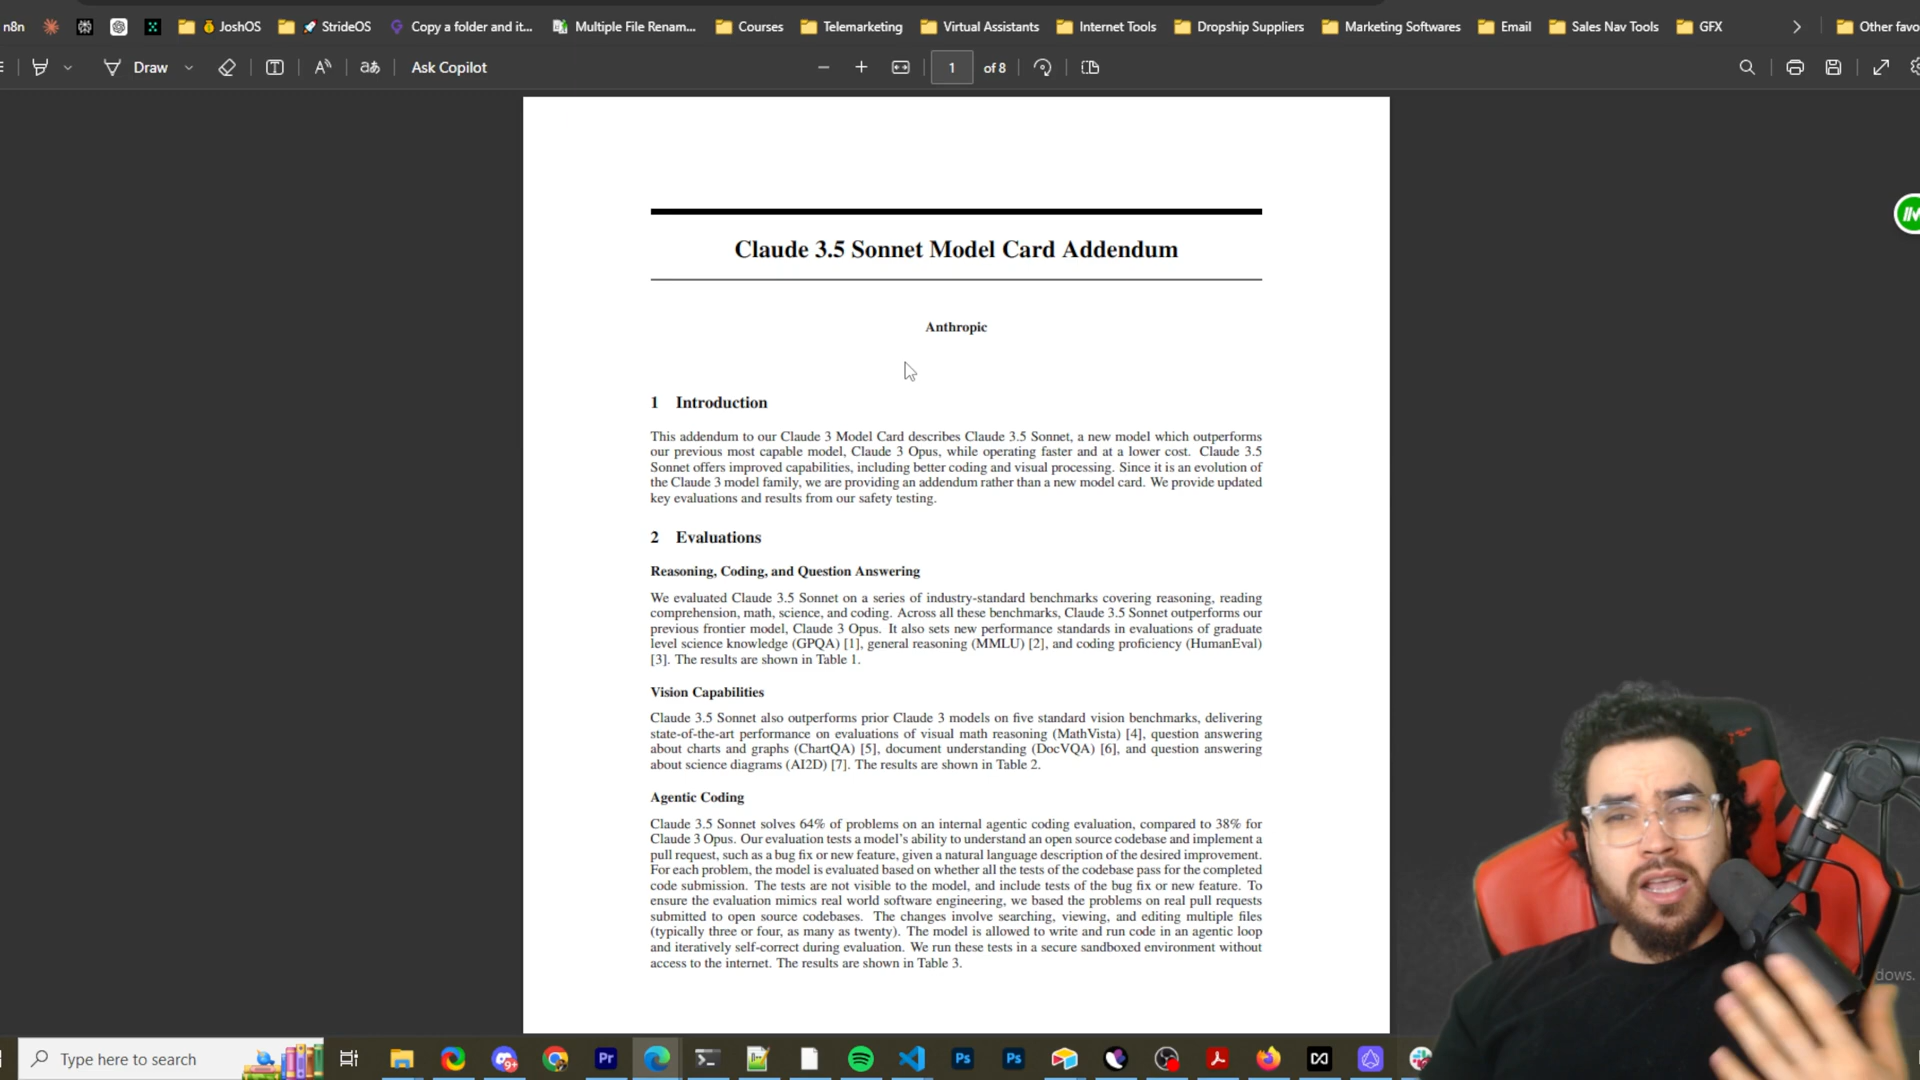 n8n
JoshOS
StrideOS
Copy a folder and it...
Multiple File Renam...
Courses
Telemarketing
Virtual Assistants
Internet Tools
Dropship Suppliers
Marketing Softwares
Email
Sales Nav Tools
GFX
Other favo
Draw
Ask Copilot
1 of 8
Claude 3.5 Sonnet Model Card Addendum
Anthropic
1 Introduction
This addendum to our Claude 3 Model Card describes Claude 3.5 Sonnet, a new model which outperforms
our previous most capable model, Claude 3 Opus, while operating faster and at a lower cost. Claude 3.5
Sonnet offers improved capabilities, including better coding and visual processing. Since it is an evolution of
the Claude 3 model family, we are providing an addendum rather than a new model card. We provide updated
key evaluations and results from our safety testing.
2 Evaluations
Reasoning, Coding, and Question Answering
We evaluated Claude 3.5 Sonnet on a series of industry-standard benchmarks covering reasoning, reading
comprehension, math, science, and coding. Across all these benchmarks, Claude 3.5 Sonnet outperforms our
previous frontier model, Claude 3 Opus. It also sets new performance standards in evaluations of graduate
level science knowledge (GPQA) [1], general reasoning (MMLU) [2], and coding proficiency (HumanEval)
[3]. The results are shown in Table 1.
Vision Capabilities
Claude 3.5 Sonnet also outperforms prior Claude 3 models on five standard vision benchmarks, delivering
state-of-the-art performance on evaluations of visual math reasoning (MathVista) [4], question answering
about charts and graphs (ChartQA) [5], document understanding (DocVQA) [6], and question answering
about science diagrams (AI2D) [7]. The results are shown in Table 2.
Agentic Coding
Claude 3.5 Sonnet solves 64% of problems on an internal agentic coding evaluation, compared to 38% for
Claude 3 Opus. Our evaluation tests a model's ability to understand an open source codebase and implement a
pull request, such as a bug fix or new feature, given a natural language description of the desired improvement.
For each problem, the model is evaluated based on whether all the tests of the codebase pass for the completed
code submission. The tests are not visible to the model, and include tests of the bug fix or new feature. To
ensure the evaluation mimics real world software engineering, we based the problems on real pull requests
submitted to open source codebases. The changes involve searching, viewing, and editing multiple files
(typically three or four, as many as twenty). The model is allowed to write and run code in an agentic loop
and iteratively self-correct during evaluation. We run these tests in a secure sandboxed environment without
access to the internet. The results are shown in Table 3.
dows.
Type here to search
9+
Pr
Ps
Ps